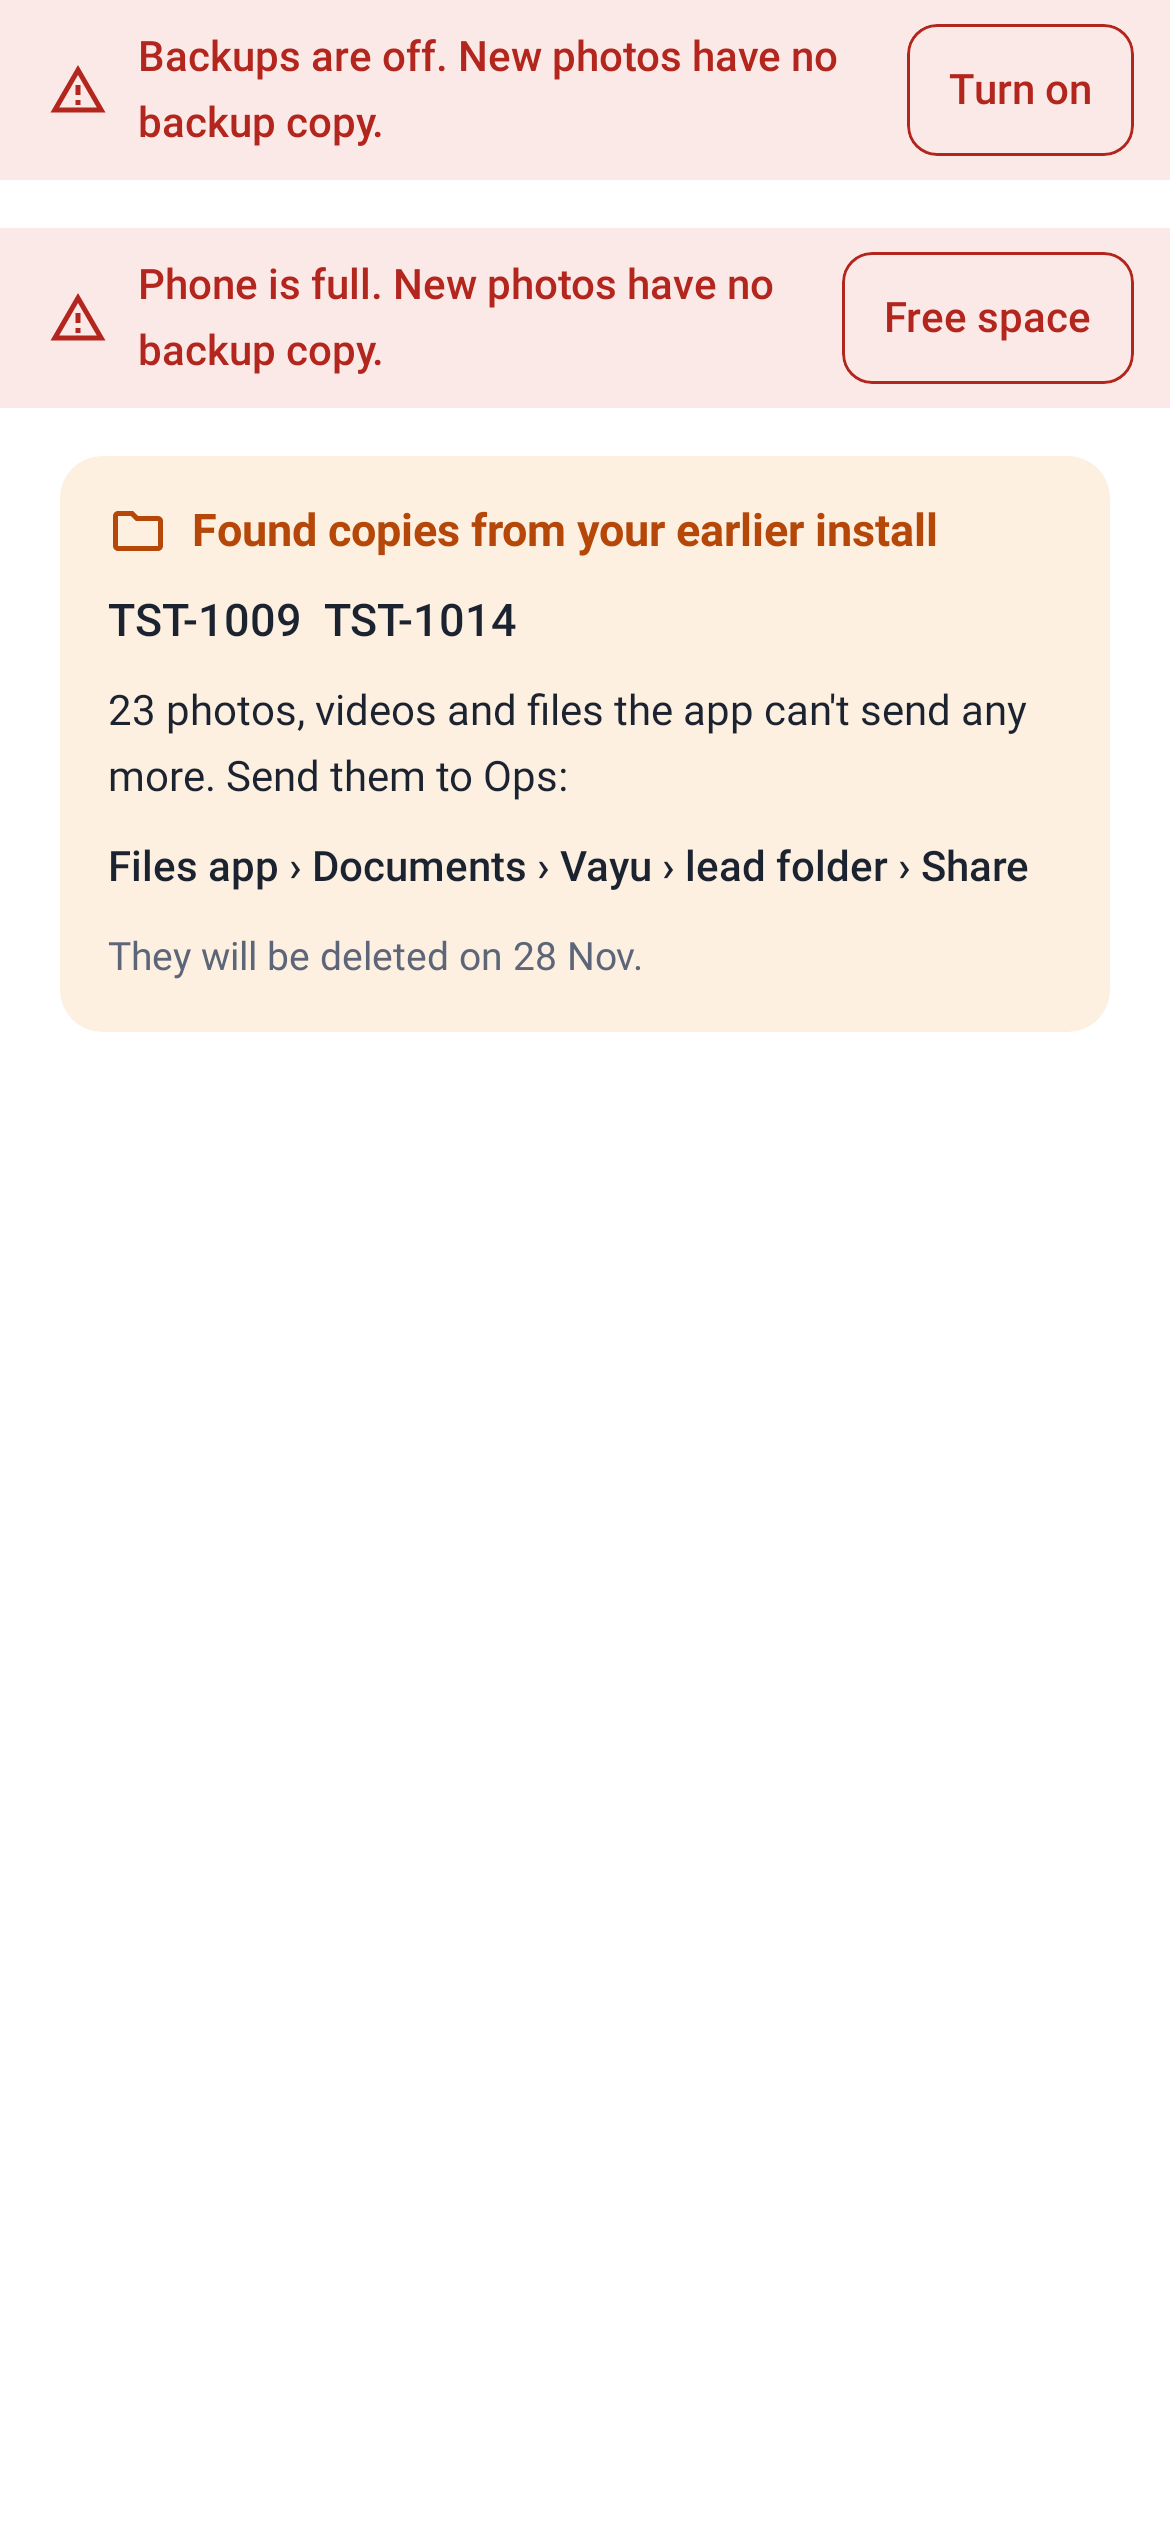 Backups are off. New photos have no
backup copy.
Turn on
Phone is full. New photos have no
backup copy.
Free space
Found copies from your earlier install
TST-1009 TST-1014
23 photos, videos and files the app can't send any
more. Send them to Ops:
Files app › Documents › Vayu › lead folder › Share
They will be deleted on 28 Nov.